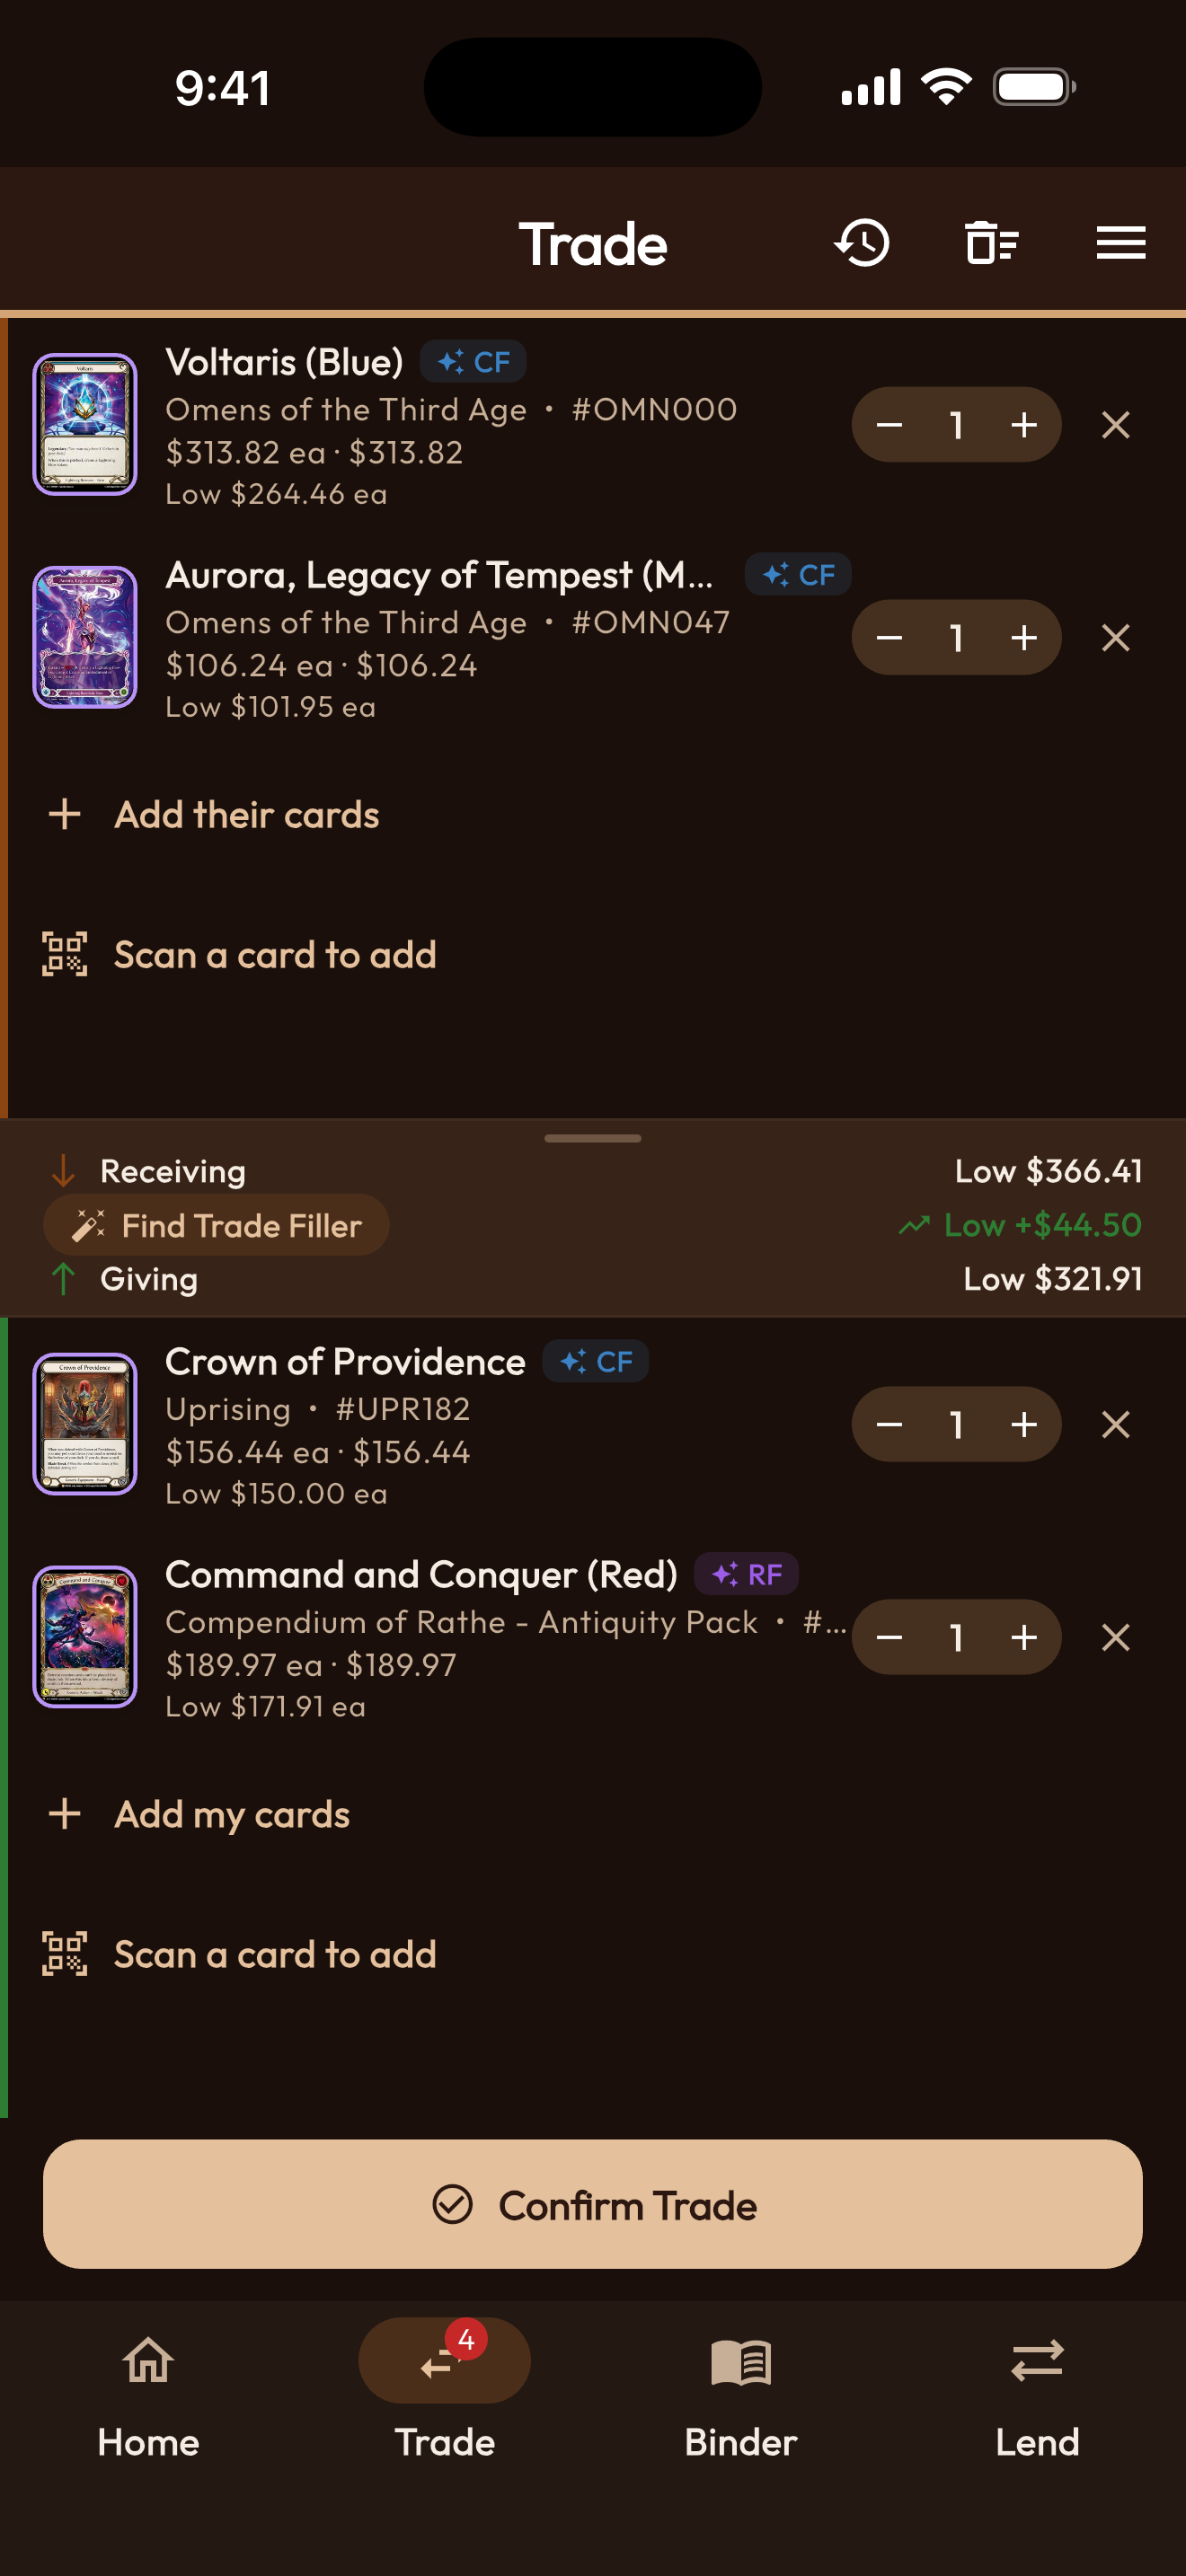 9:41
Trade
Voltaris (Blue) CF
Omens of the Third Age • #OMN000
$313.82 ea · $313.82
Low $264.46 ea
− 1 +
Aurora, Legacy of Tempest (M... CF
Omens of the Third Age • #OMN047
$106.24 ea · $106.24
Low $101.95 ea
− 1 +
Add their cards
Scan a card to add
Receiving Low $366.41
Find Trade Filler Low +$44.50
Giving Low $321.91
Crown of Providence CF
Uprising • #UPR182
$156.44 ea · $156.44
Low $150.00 ea
− 1 +
Command and Conquer (Red) RF
Compendium of Rathe - Antiquity Pack • #...
$189.97 ea · $189.97
Low $171.91 ea
− 1 +
Add my cards
Scan a card to add
Confirm Trade
4
Home Trade Binder Lend